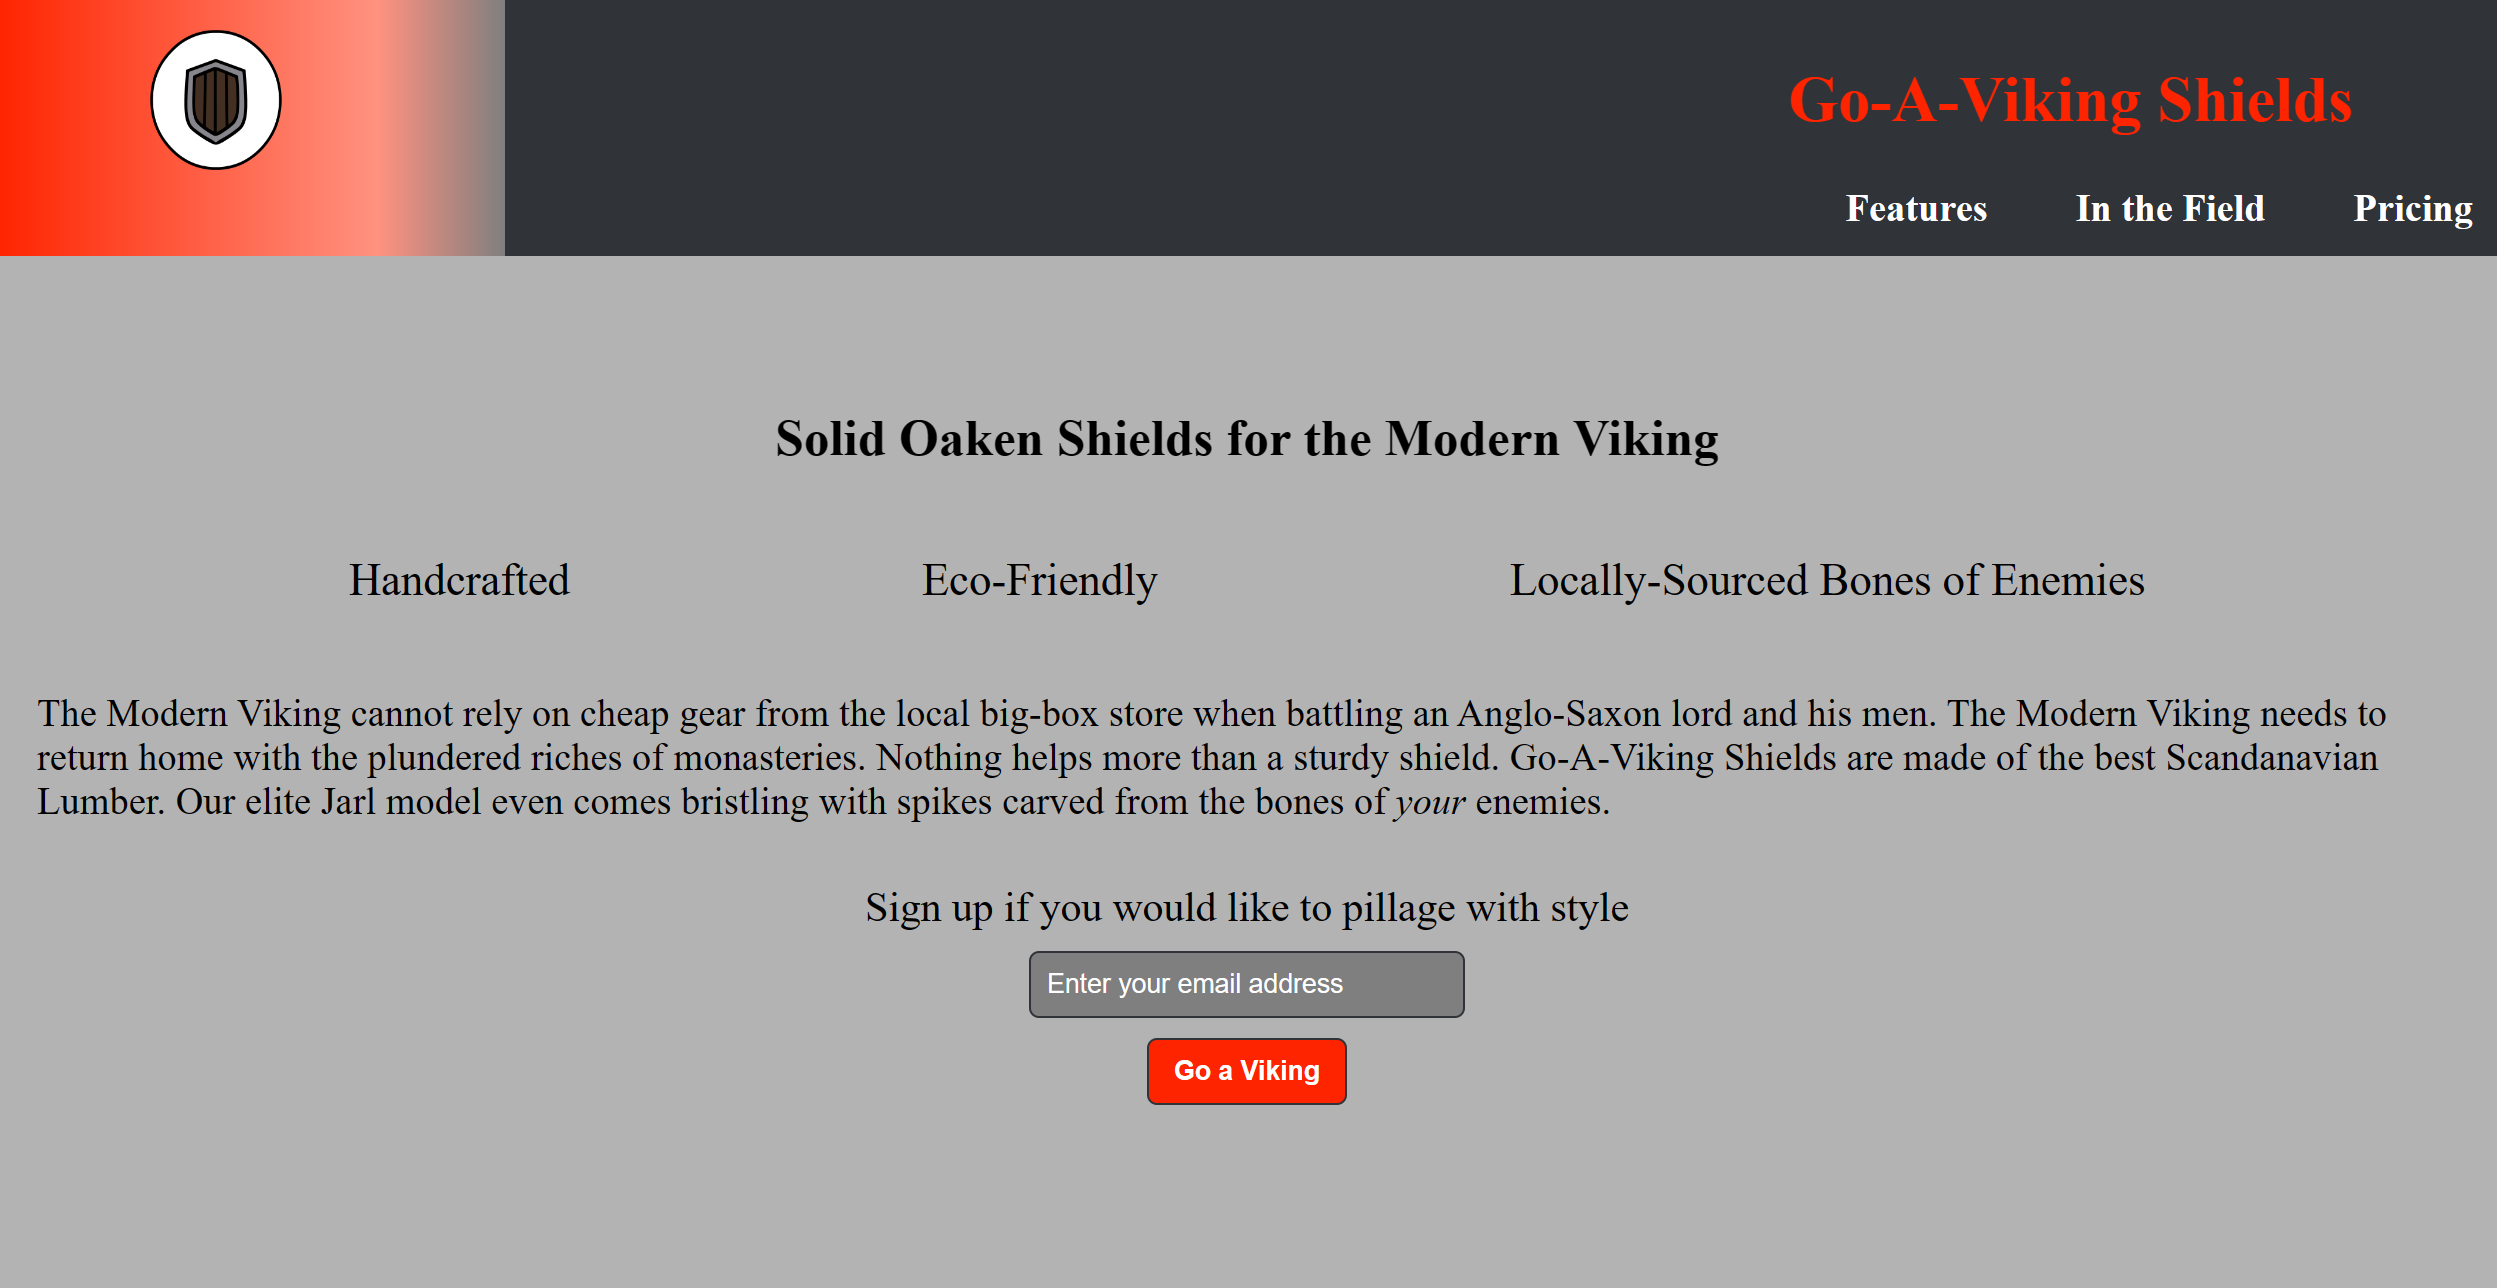 Go-A-Viking Shields
Features In the Field Pricing
Solid Oaken Shields for the Modern Viking
Handcrafted Eco-Friendly Locally-Sourced Bones of Enemies
The Modern Viking cannot rely on cheap gear from the local big-box store when battling an Anglo-Saxon lord and his men. The Modern Viking needs to
return home with the plundered riches of monasteries. Nothing helps more than a sturdy shield. Go-A-Viking Shields are made of the best Scandanavian
Lumber. Our elite Jarl model even comes bristling with spikes carved from the bones of your enemies.
Sign up if you would like to pillage with style
Enter your email address
Go a Viking